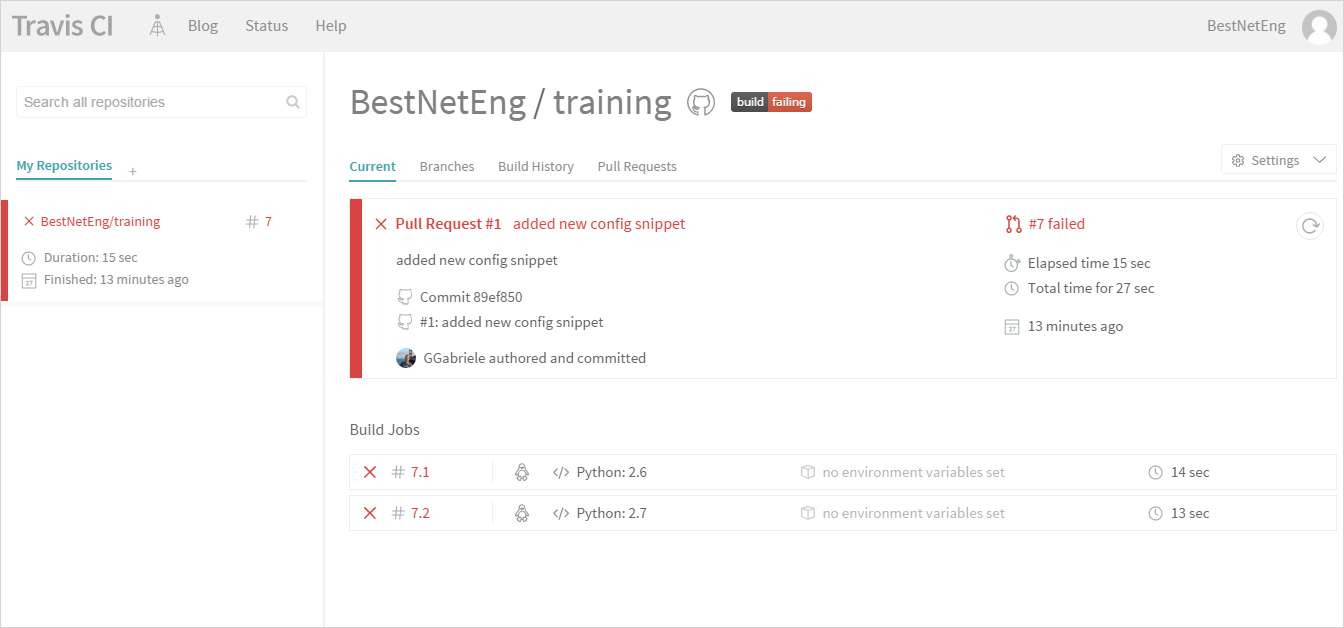 Travis CI Blog Status Help BestNetEng
Search all repositories
My Repositories +
BestNetEng/training # 7
Duration: 15 sec
27 Finished: 13 minutes ago
BestNetEng / training build failing
Current Branches Build History Pull Requests Settings
Pull Request #1 added new config snippet #7 failed
added new config snippet Elapsed time 15 sec
Commit 89ef850 Total time for 27 sec
#1: added new config snippet 27 13 minutes ago
GGabriele authored and committed
Build Jobs
# 7.1 </> Python: 2.6 no environment variables set 14 sec
# 7.2 </> Python: 2.7 no environment variables set 13 sec